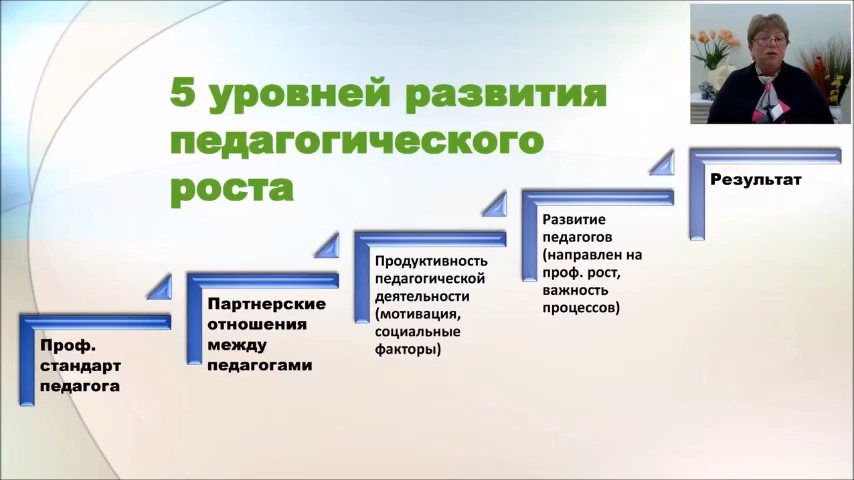 5 уровней развития
педагогического
роста
Проф.
стандарт
педагога
Партнерские
отношения
между
педагогами
Продуктивность
педагогической
деятельности
(мотивация,
социальные
факторы)
Развитие
педагогов
(направлен на
проф. рост,
важность
процессов)
Результат